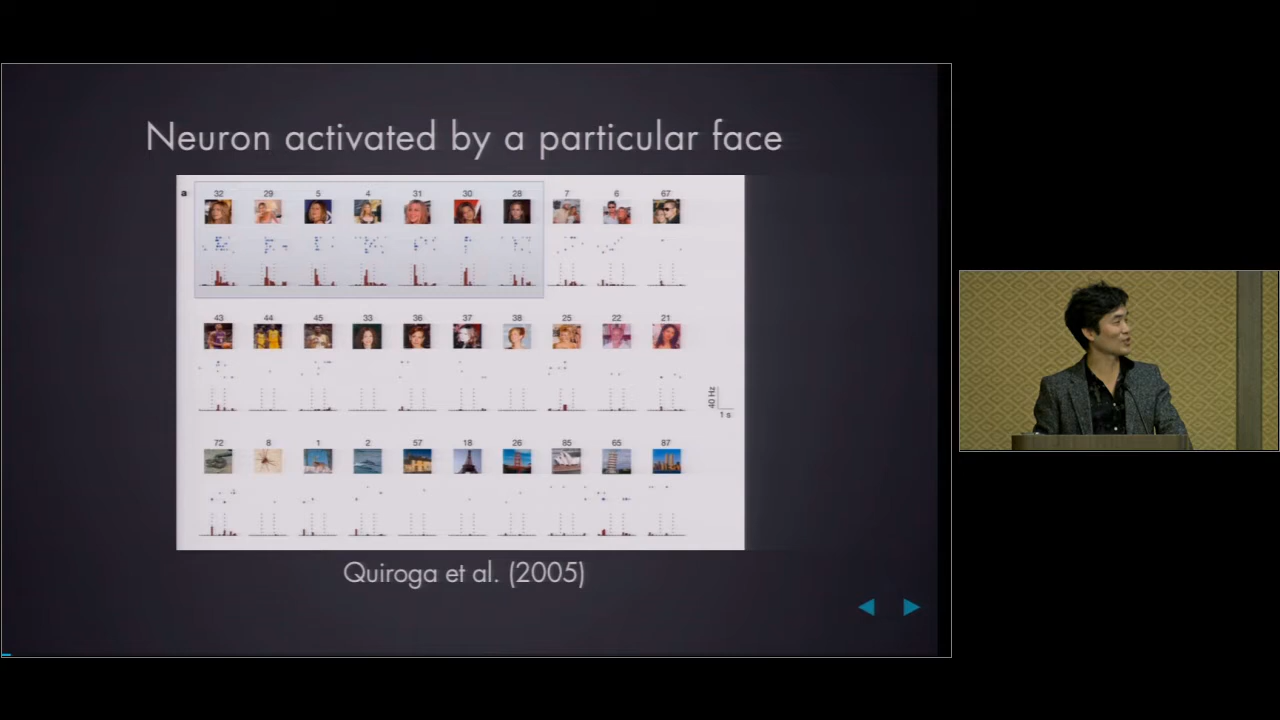 Neuron activated by a particular face
a
32 29 5 4 31 30 28 7 6 67
43 44 45 33 36 37 38 25 22 21
40 Hz
1 s
72 8 1 2 57 18 26 85 65 87
Quiroga et al. (2005)